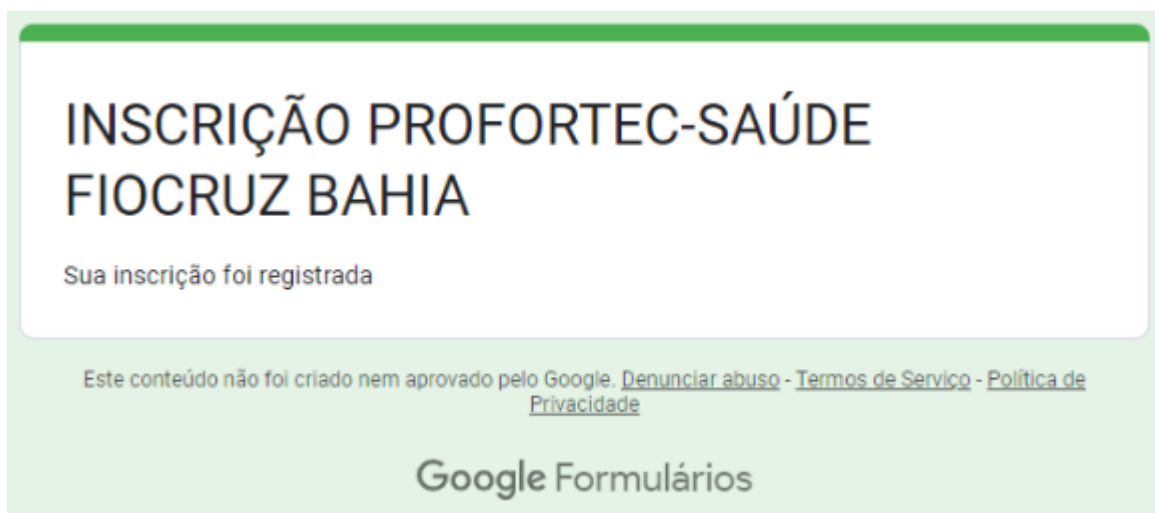 INSCRIÇÃO PROFORTEC-SAÚDE
FIOCRUZ BAHIA
Sua inscrição foi registrada
Este conteúdo não foi criado nem aprovado pelo Google. Denunciar abuso - Termos de Serviço - Política de
Privacidade
Google Formulários